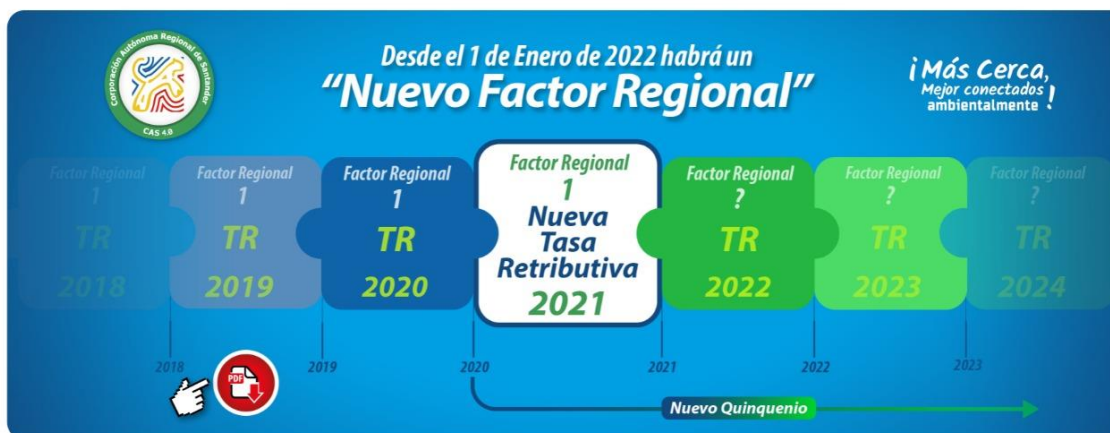 Corporación Autónoma Regional de Santander
CAS 4.0
Desde el 1 de Enero de 2022 habrá un
“Nuevo Factor Regional”
¡Más Cerca,
Mejor conectados
ambientalmente!
Factor Regional
1
TR
2018
Factor Regional
1
TR
2019
Factor Regional
1
TR
2020
Factor Regional
1
Nueva
Tasa
Retributiva
2021
Factor Regional
?
TR
2022
Factor Regional
?
TR
2023
Factor Regional
?
TR
2024
2018
2019
2020
2021
2022
2023
PDF
Nuevo Quinquenio